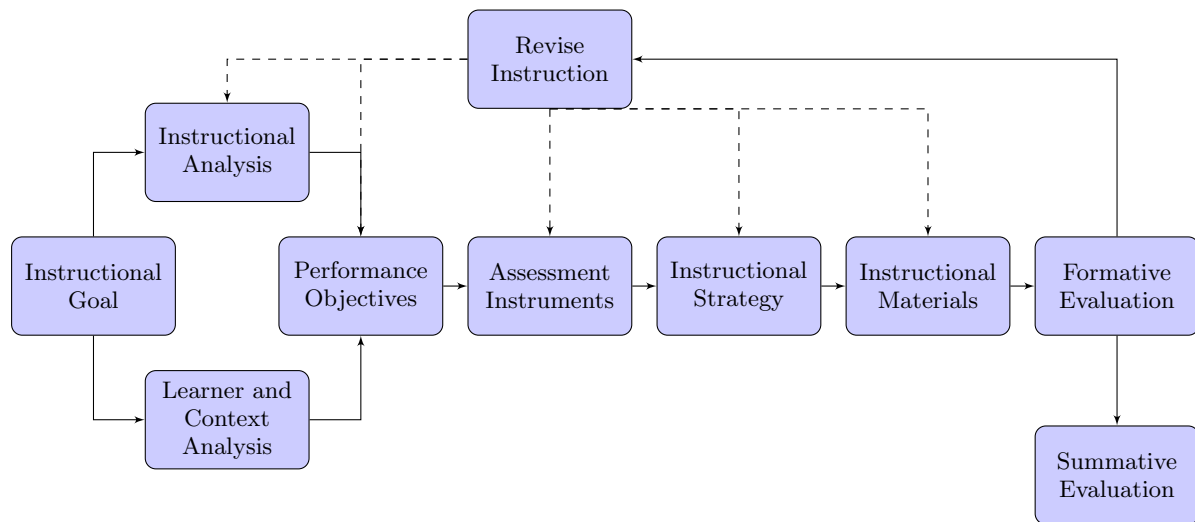 Revise
Instruction
Instructional
Analysis
Instructional
Goal
Performance
Objectives
Assessment
Instruments
Instructional
Strategy
Instructional
Materials
Formative
Evaluation
Learner and
Context
Analysis
Summative
Evaluation